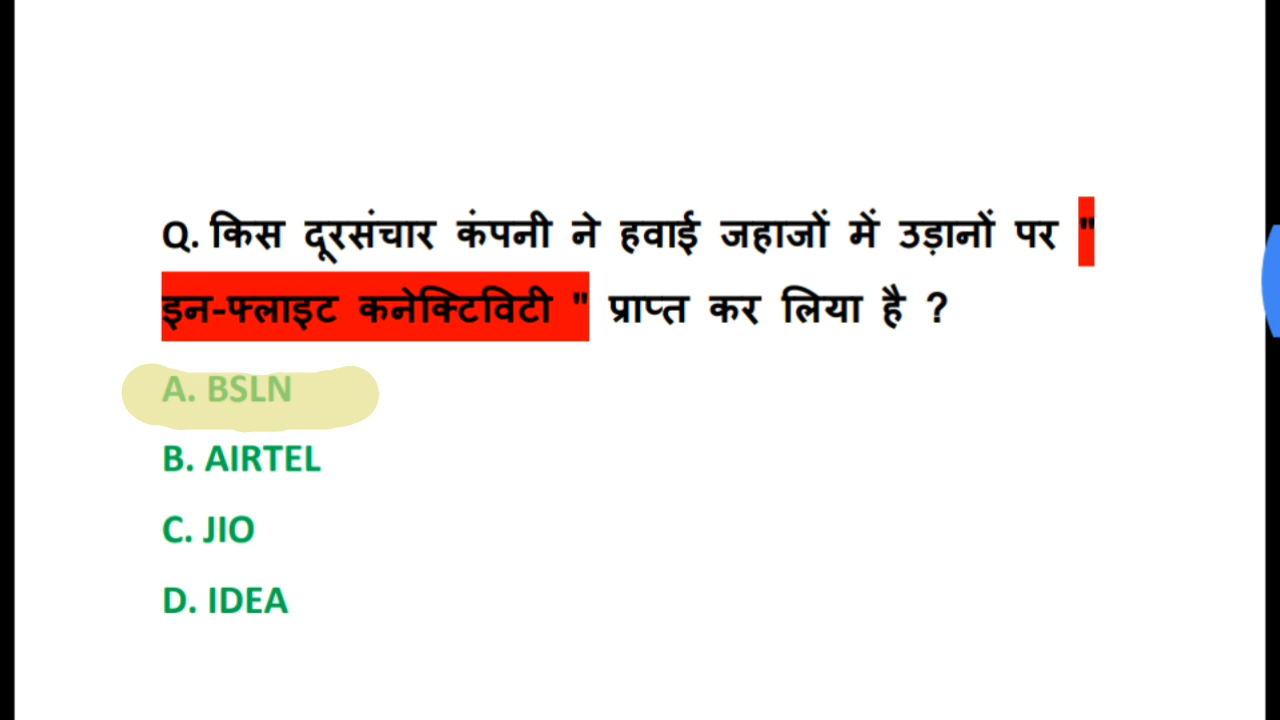 Q. किस दूरसंचार कंपनी ने हवाई जहाजों में उड़ानों पर "
इन-फ्लाइट कनेक्टिविटी " प्राप्त कर लिया है ?
A. BSLN
B. AIRTEL
C. JIO
D. IDEA